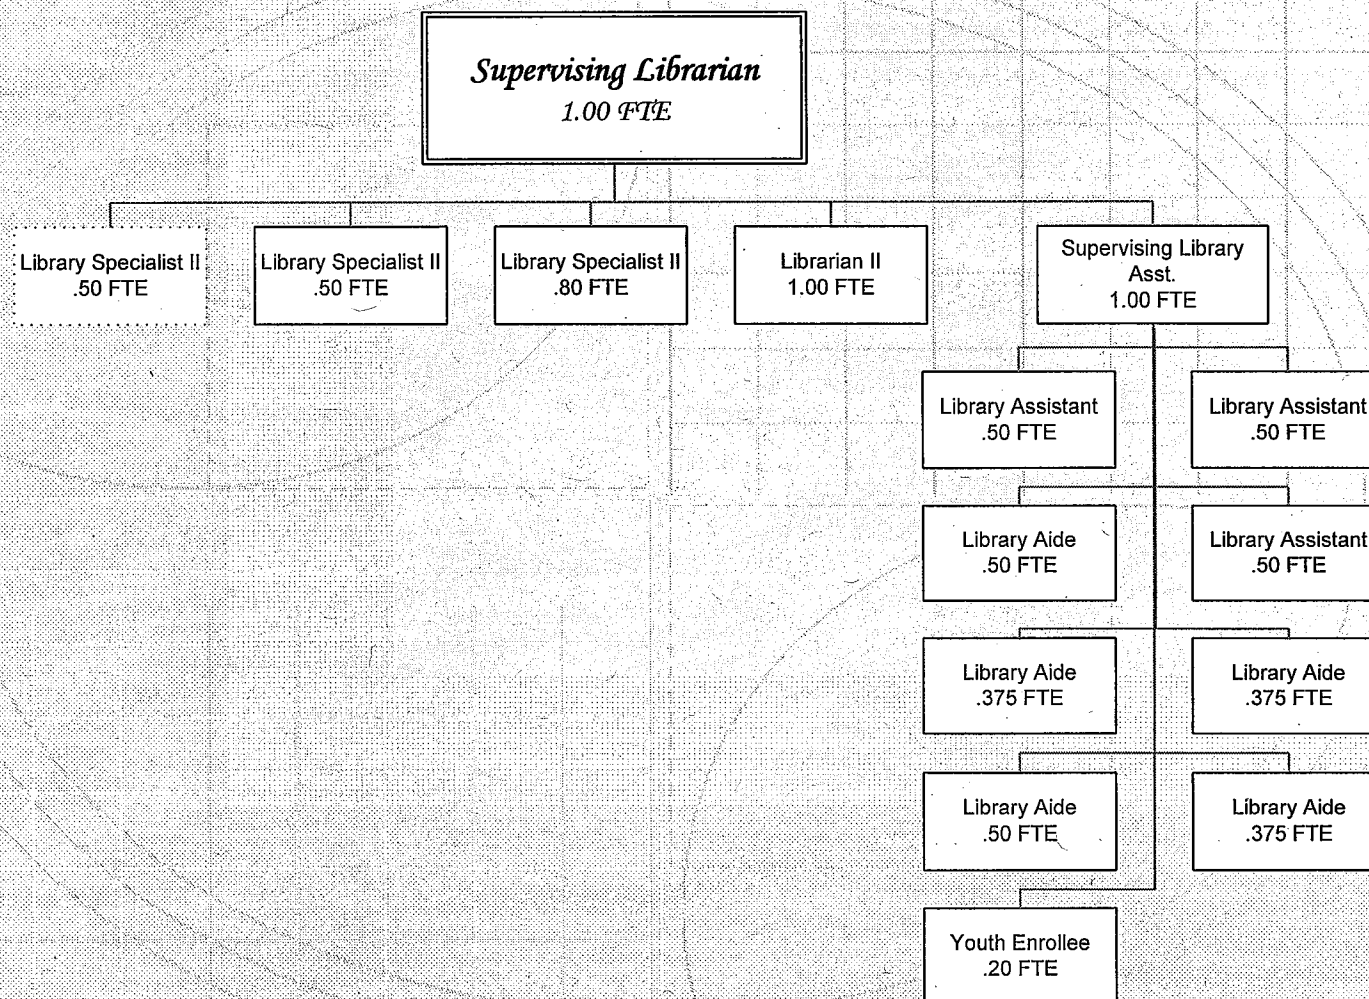 Supervising Librarian
1.00 FTE
Library Specialist II
.50 FTE
Library Specialist II
.50 FTE
Library Specialist II
.80 FTE
Librarian II
1.00 FTE
Supervising Library
Asst.
1.00 FTE
Library Assistant
.50 FTE
Library Assistant
.50 FTE
Library Aide
.50 FTE
Library Assistant
.50 FTE
Library Aide
.375 FTE
Library Aide
.375 FTE
Library Aide
.50 FTE
Library Aide
.375 FTE
Youth Enrollee
.20 FTE